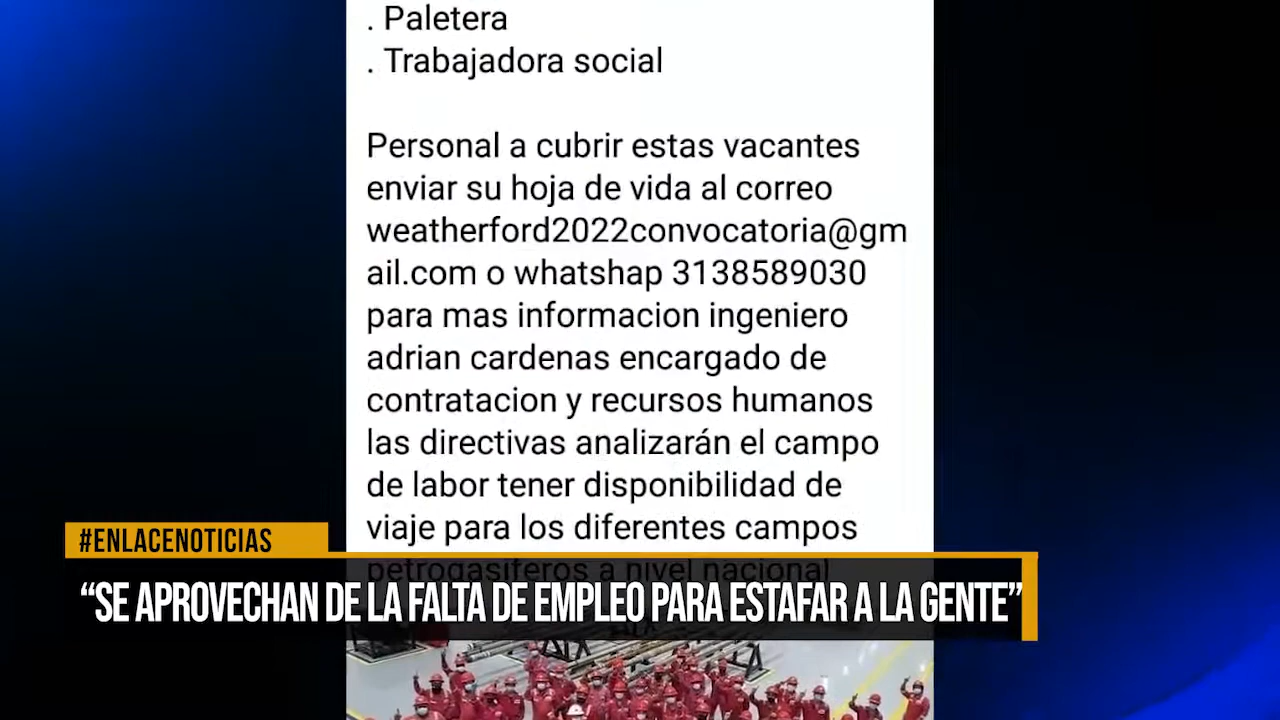 . Paletera
. Trabajadora social
Personal a cubrir estas vacantes
enviar su hoja de vida al correo
weatherford2022convocatoria@gm
ail.com o whatshap 3138589030
para mas informacion ingeniero
adrian cardenas encargado de
contratacion y recursos humanos
las directivas analizarán el campo
de labor tener disponibilidad de
viaje para los diferentes campos
petrogasiferos a nivel nacional
#ENLACENOTICIAS
“SE APROVECHAN DE LA FALTA DE EMPLEO PARA ESTAFAR A LA GENTE”